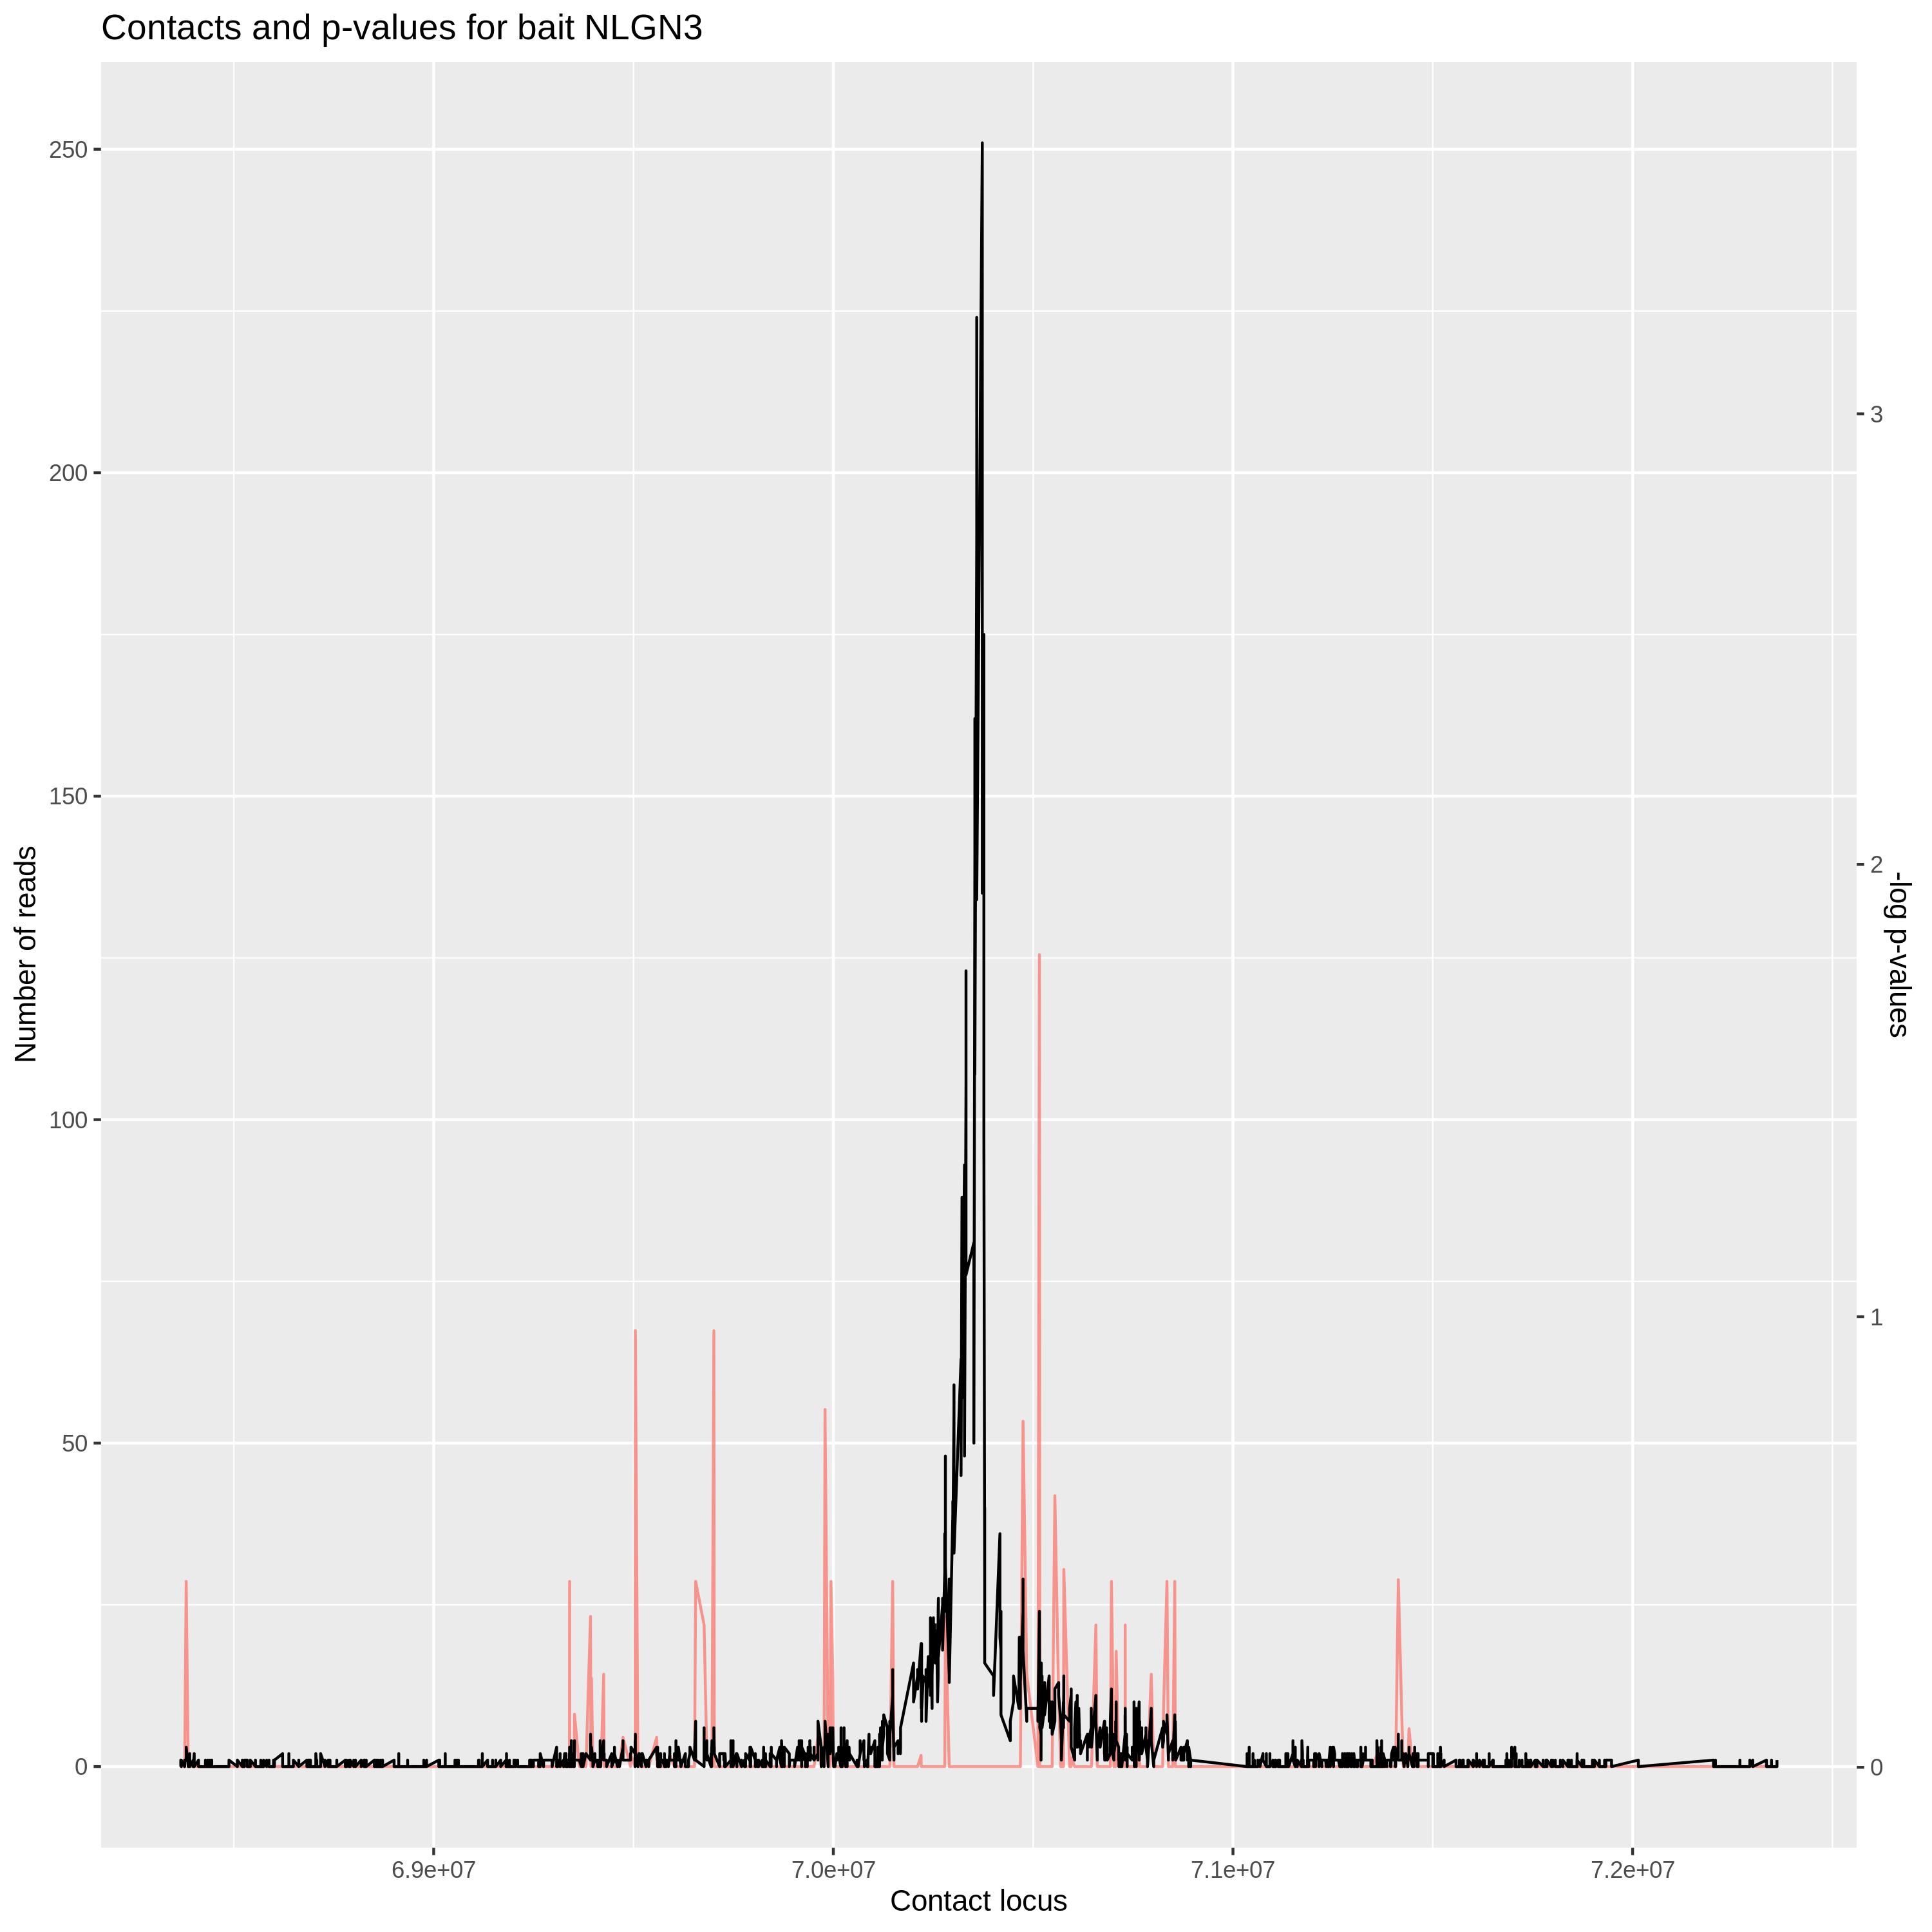 Contacts and p-values for bait NLGN3
250
200
150
100
50
0
Number of reads
3
2
1
0
-log p-values
6.9e+07 7.0e+07 7.1e+07 7.2e+07
Contact locus